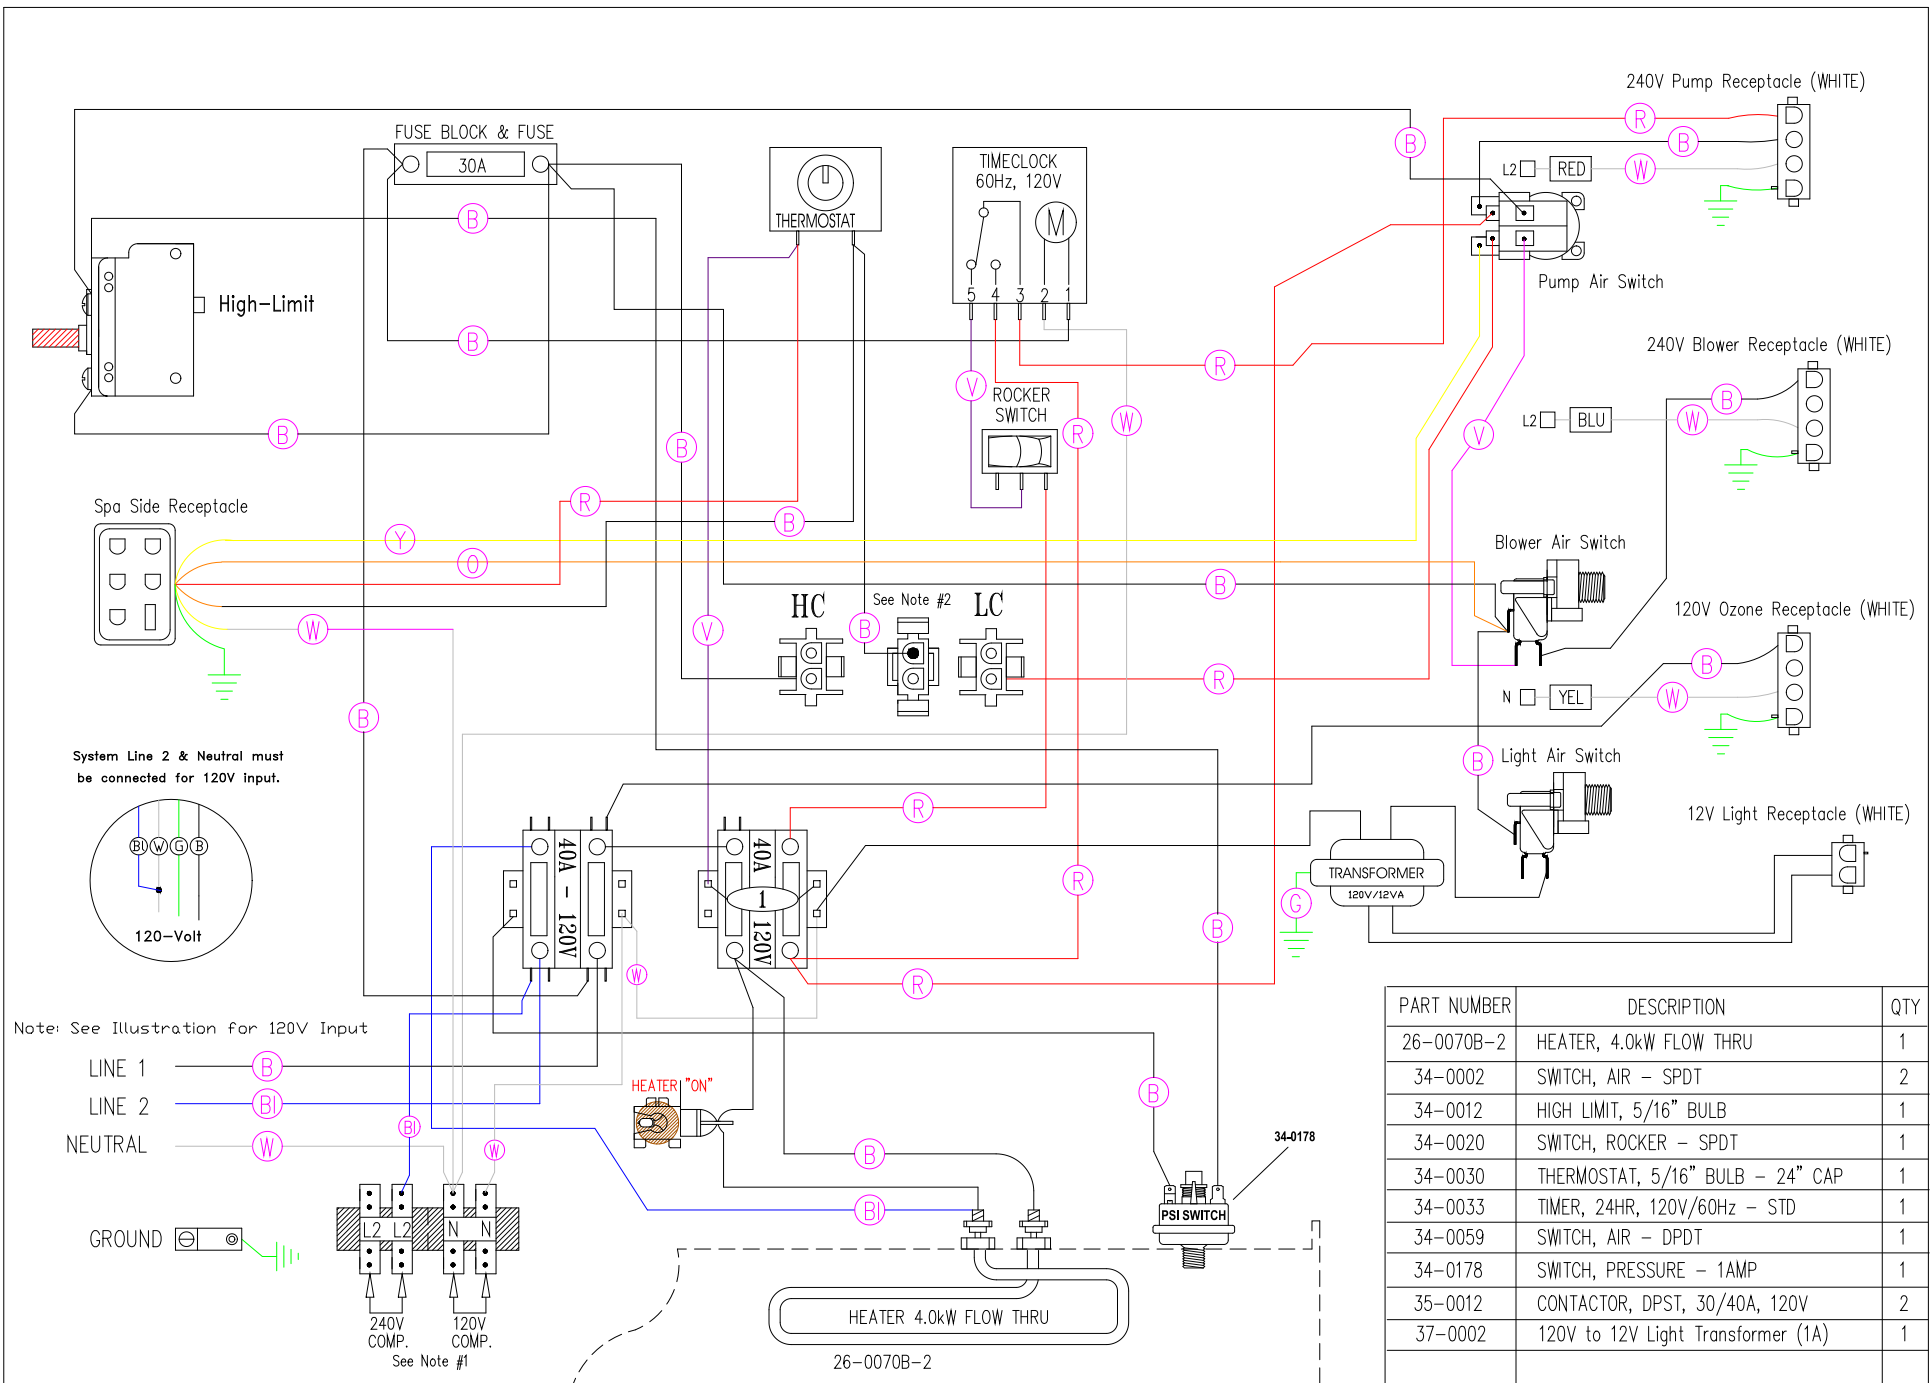 240V Pump Receptacle (WHITE)
R
B
L2 RED W
B
FUSE BLOCK & FUSE
30A
B
THERMOSTAT
TIMECLOCK
60Hz, 120V
M
5 4 3 2 1
Pump Air Switch
High-Limit
B
R
240V Blower Receptacle (WHITE)
B
L2 BLU W
V
ROCKER
SWITCH
W
R
V
B
B
Spa Side Receptacle
R
B
Y
O
Blower Air Switch
B
HC
See Note #2
LC
120V Ozone Receptacle (WHITE)
W
V
B
B
R
N YEL W
B
System Line 2 & Neutral must
be connected for 120V input.
Bl W G B
120-Volt
B
Light Air Switch
R
12V Light Receptacle (WHITE)
40A - 120V
40A 1 120V
R
TRANSFORMER
120V/12VA
G
B
W
R
Note: See Illustration for 120V Input
LINE 1 B
LINE 2 Bl
NEUTRAL W
Bl
W
HEATER "ON"
B
B
Bl
34-0178
PSI SWITCH
GROUND
L2 L2 N N
240V
COMP.
120V
COMP.
See Note #1
HEATER 4.0kW FLOW THRU
26-0070B-2
PART NUMBER DESCRIPTION QTY
26-0070B-2 HEATER, 4.0kW FLOW THRU 1
34-0002 SWITCH, AIR - SPDT 2
34-0012 HIGH LIMIT, 5/16" BULB 1
34-0020 SWITCH, ROCKER - SPDT 1
34-0030 THERMOSTAT, 5/16" BULB - 24" CAP 1
34-0033 TIMER, 24HR, 120V/60Hz - STD 1
34-0059 SWITCH, AIR - DPDT 1
34-0178 SWITCH, PRESSURE - 1AMP 1
35-0012 CONTACTOR, DPST, 30/40A, 120V 2
37-0002 120V to 12V Light Transformer (1A) 1